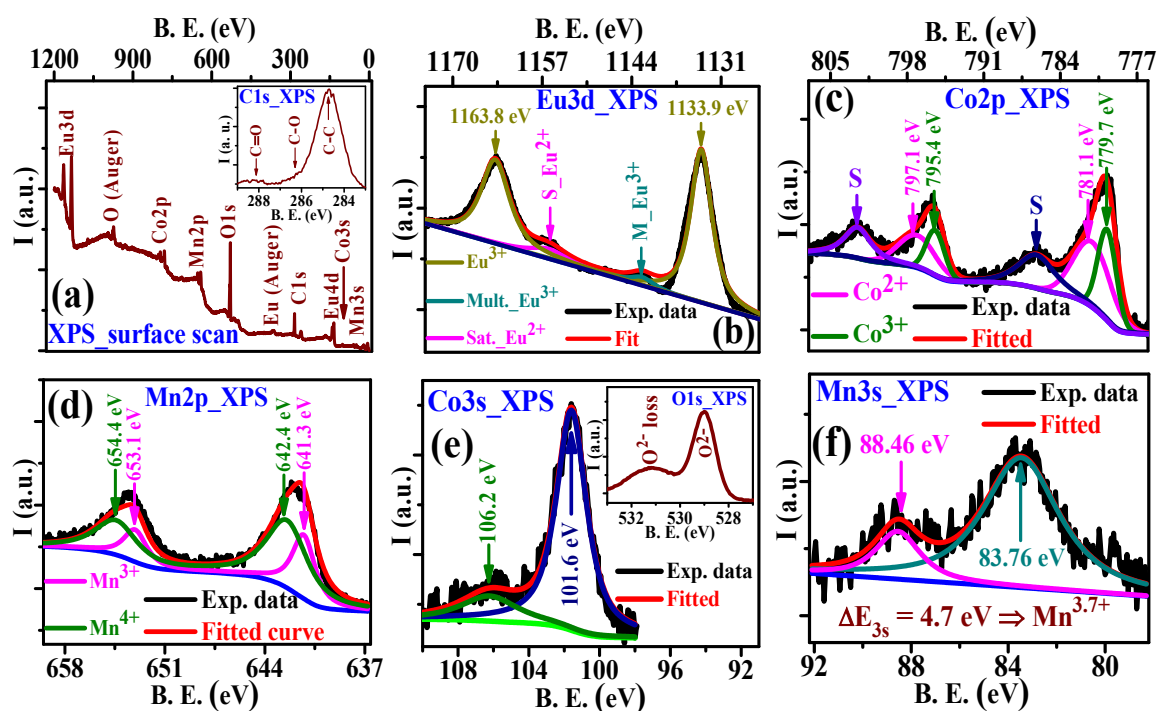 B. E. (eV)
1200 900 600 300 0
Eu3d
O (Auger)
Co2p
Mn2p
O1s
Eu (Auger)
C1s
Eu4d
Co3s
Mn3s
I (a.u.)
(a)
XPS_surface scan
C1s_XPS
C=O
C-O
C-C
I (a.u.)
288 286 284
B. E. (eV)
B. E. (eV)
1170 1157 1144 1131
Eu3d_XPS
1163.8 eV
1133.9 eV
S_Eu2+
M_Eu3+
I (a.u.)
Eu3+
Mult._Eu3+
Sat._Eu2+
Exp. data
Fit
(b)
B. E. (eV)
805 798 791 784 777
(c)
Co2p_XPS
S
797.1 eV
795.4 eV
S
781.1 eV
779.7 eV
I (a.u.)
Co2+
Co3+
Exp. data
Fitted
(d)
Mn2p_XPS
654.4 eV
653.1 eV
642.4 eV
641.3 eV
I (a.u.)
Mn3+
Mn4+
Exp. data
Fitted curve
658 644 637
B. E. (eV)
Co3s_XPS
(e)
106.2 eV
101.6 eV
I (a.u.)
Exp. data
Fitted
O1s_XPS
O2- loss
O2-
I (a.u.)
533 530 528
B. E. (eV)
108 104 100 96 92
B. E. (eV)
Mn3s_XPS
Exp. data
Fitted
(f)
88.46 eV
83.76 eV
I (a.u.)
ΔE3s = 4.7 eV ⇒ Mn3.7+
92 88 84 80
B. E. (eV)